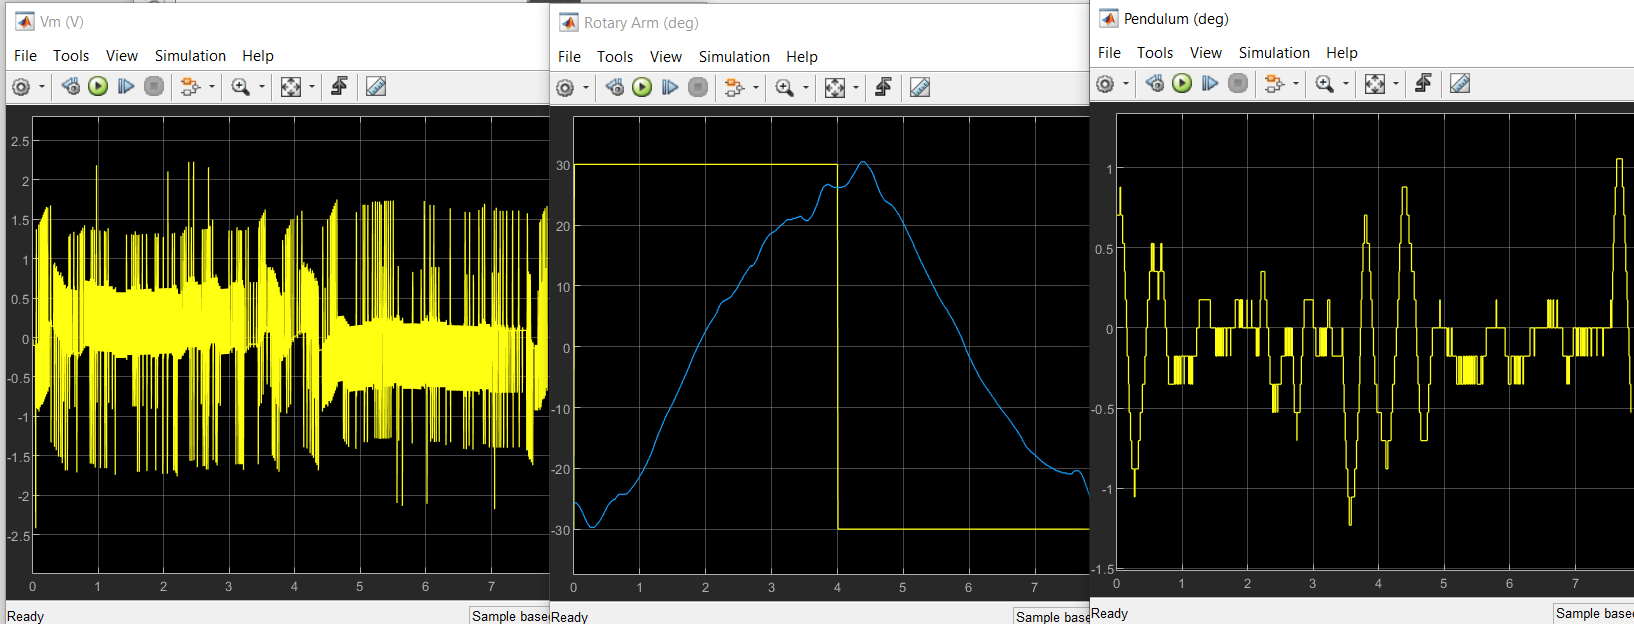 Vm (V)
File Tools View Simulation Help
2.5
2
1.5
1
0.5
0
-0.5
-1
-1.5
-2
-2.5
0 1 2 3 4 5 6 7
Ready
Sample base
Rotary Arm (deg)
File Tools View Simulation Help
30
20
10
0
-10
-20
-30
0 1 2 3 4 5 6 7
Ready
Sample base
Pendulum (deg)
File Tools View Simulation Help
1
0.5
0
-0.5
-1
-1.5
0 1 2 3 4 5 6 7
Ready
Sample base